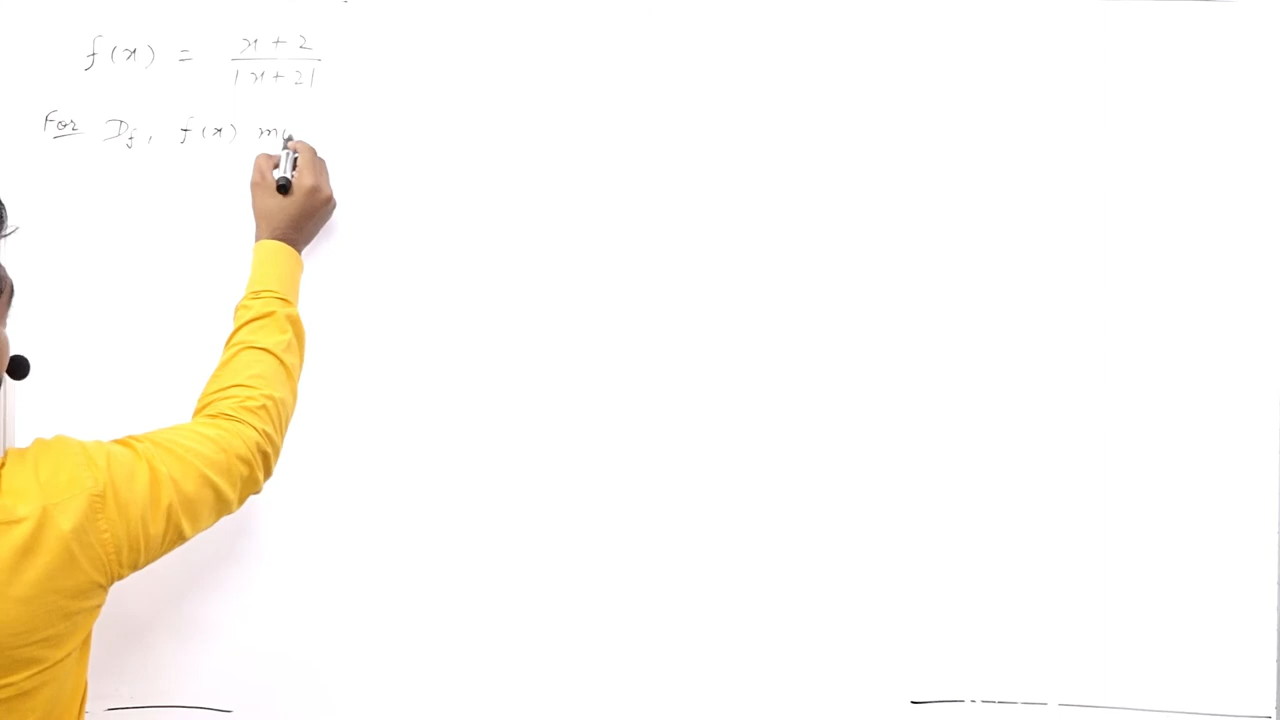 f(x) = x+2 / |x+2|
For Df, f(x)